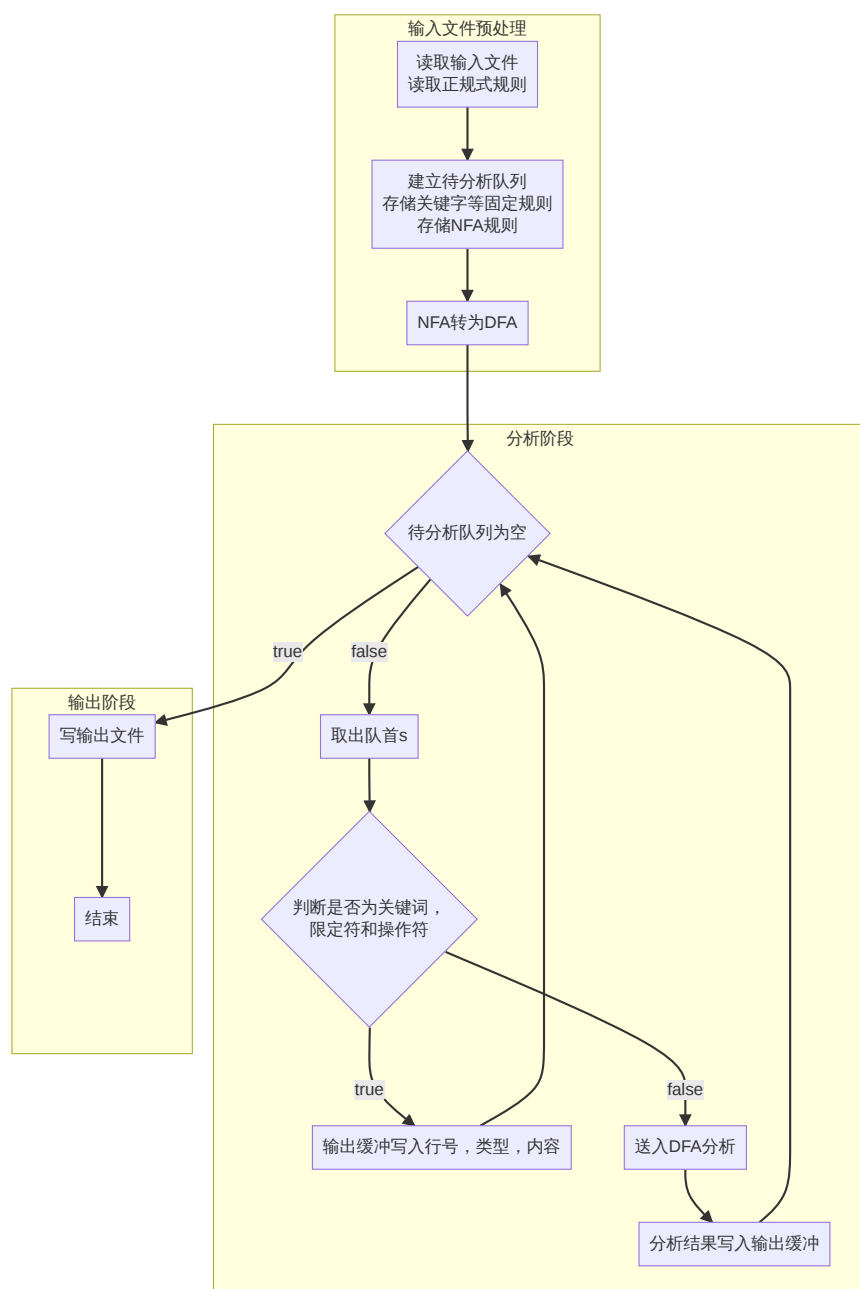 输入文件预处理
读取输入文件
读取正规式规则
建立待分析队列
存储关键字等固定规则
存储NFA规则
NFA转为DFA
分析阶段
待分析队列为空
true
false
输出阶段
写输出文件
取出队首s
判断是否为关键词，
限定符和操作符
结束
true
false
输出缓冲写入行号，类型，内容
送入DFA分析
分析结果写入输出缓冲